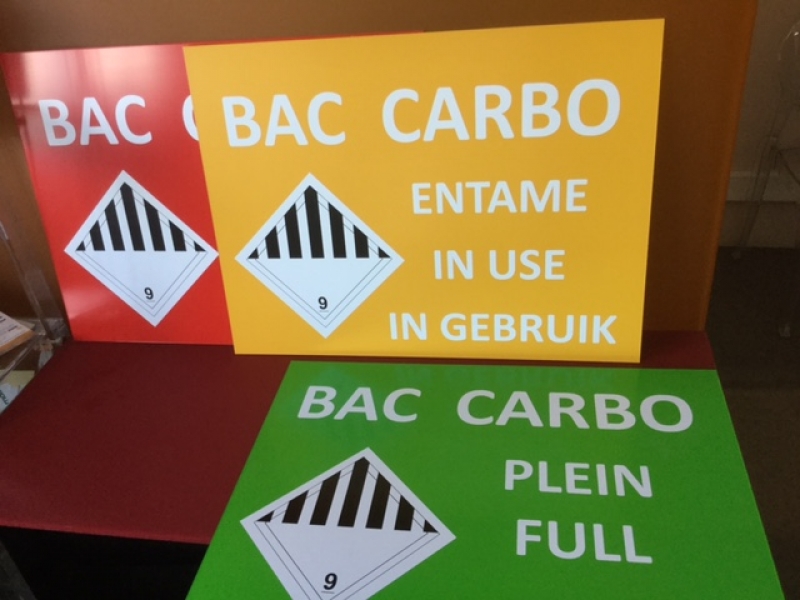 BAC
9
BAC CARBO
ENTAME
IN USE
IN GEBRUIK
9
BAC CARBO
PLEIN
FULL
9